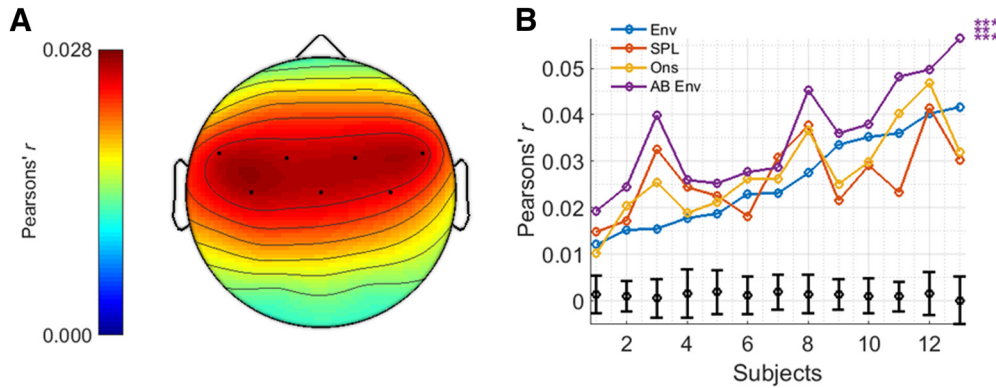 A
0.028
Pearsons' r
0.000
B
Env
SPL
Ons
AB Env
***
**
***
Pearsons' r
0.05
0.04
0.03
0.02
0.01
0
2 4 6 8 10 12
Subjects